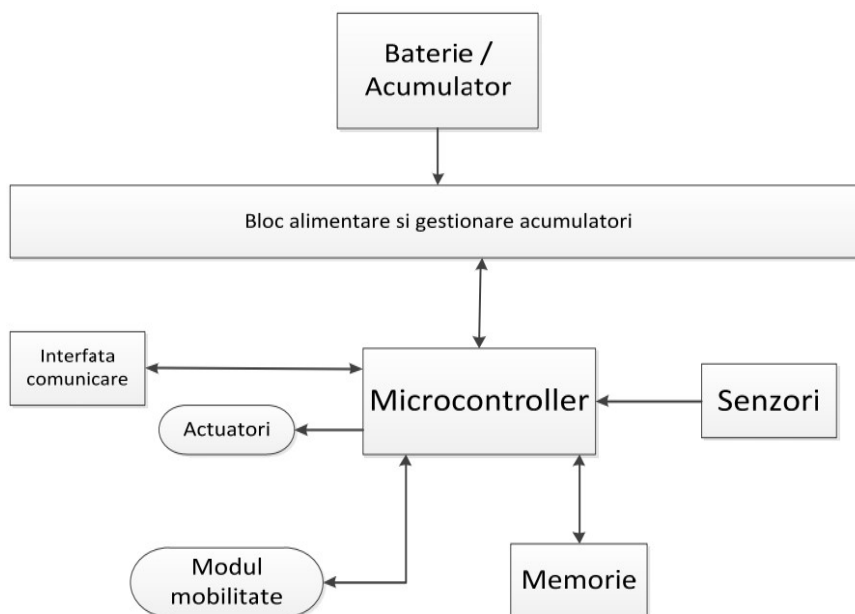 Baterie /
Acumulator
Bloc alimentare si gestionare acumulatori
Interfata
comunicare
Microcontroller
Senzori
Actuatori
Modul
mobilitate
Memorie